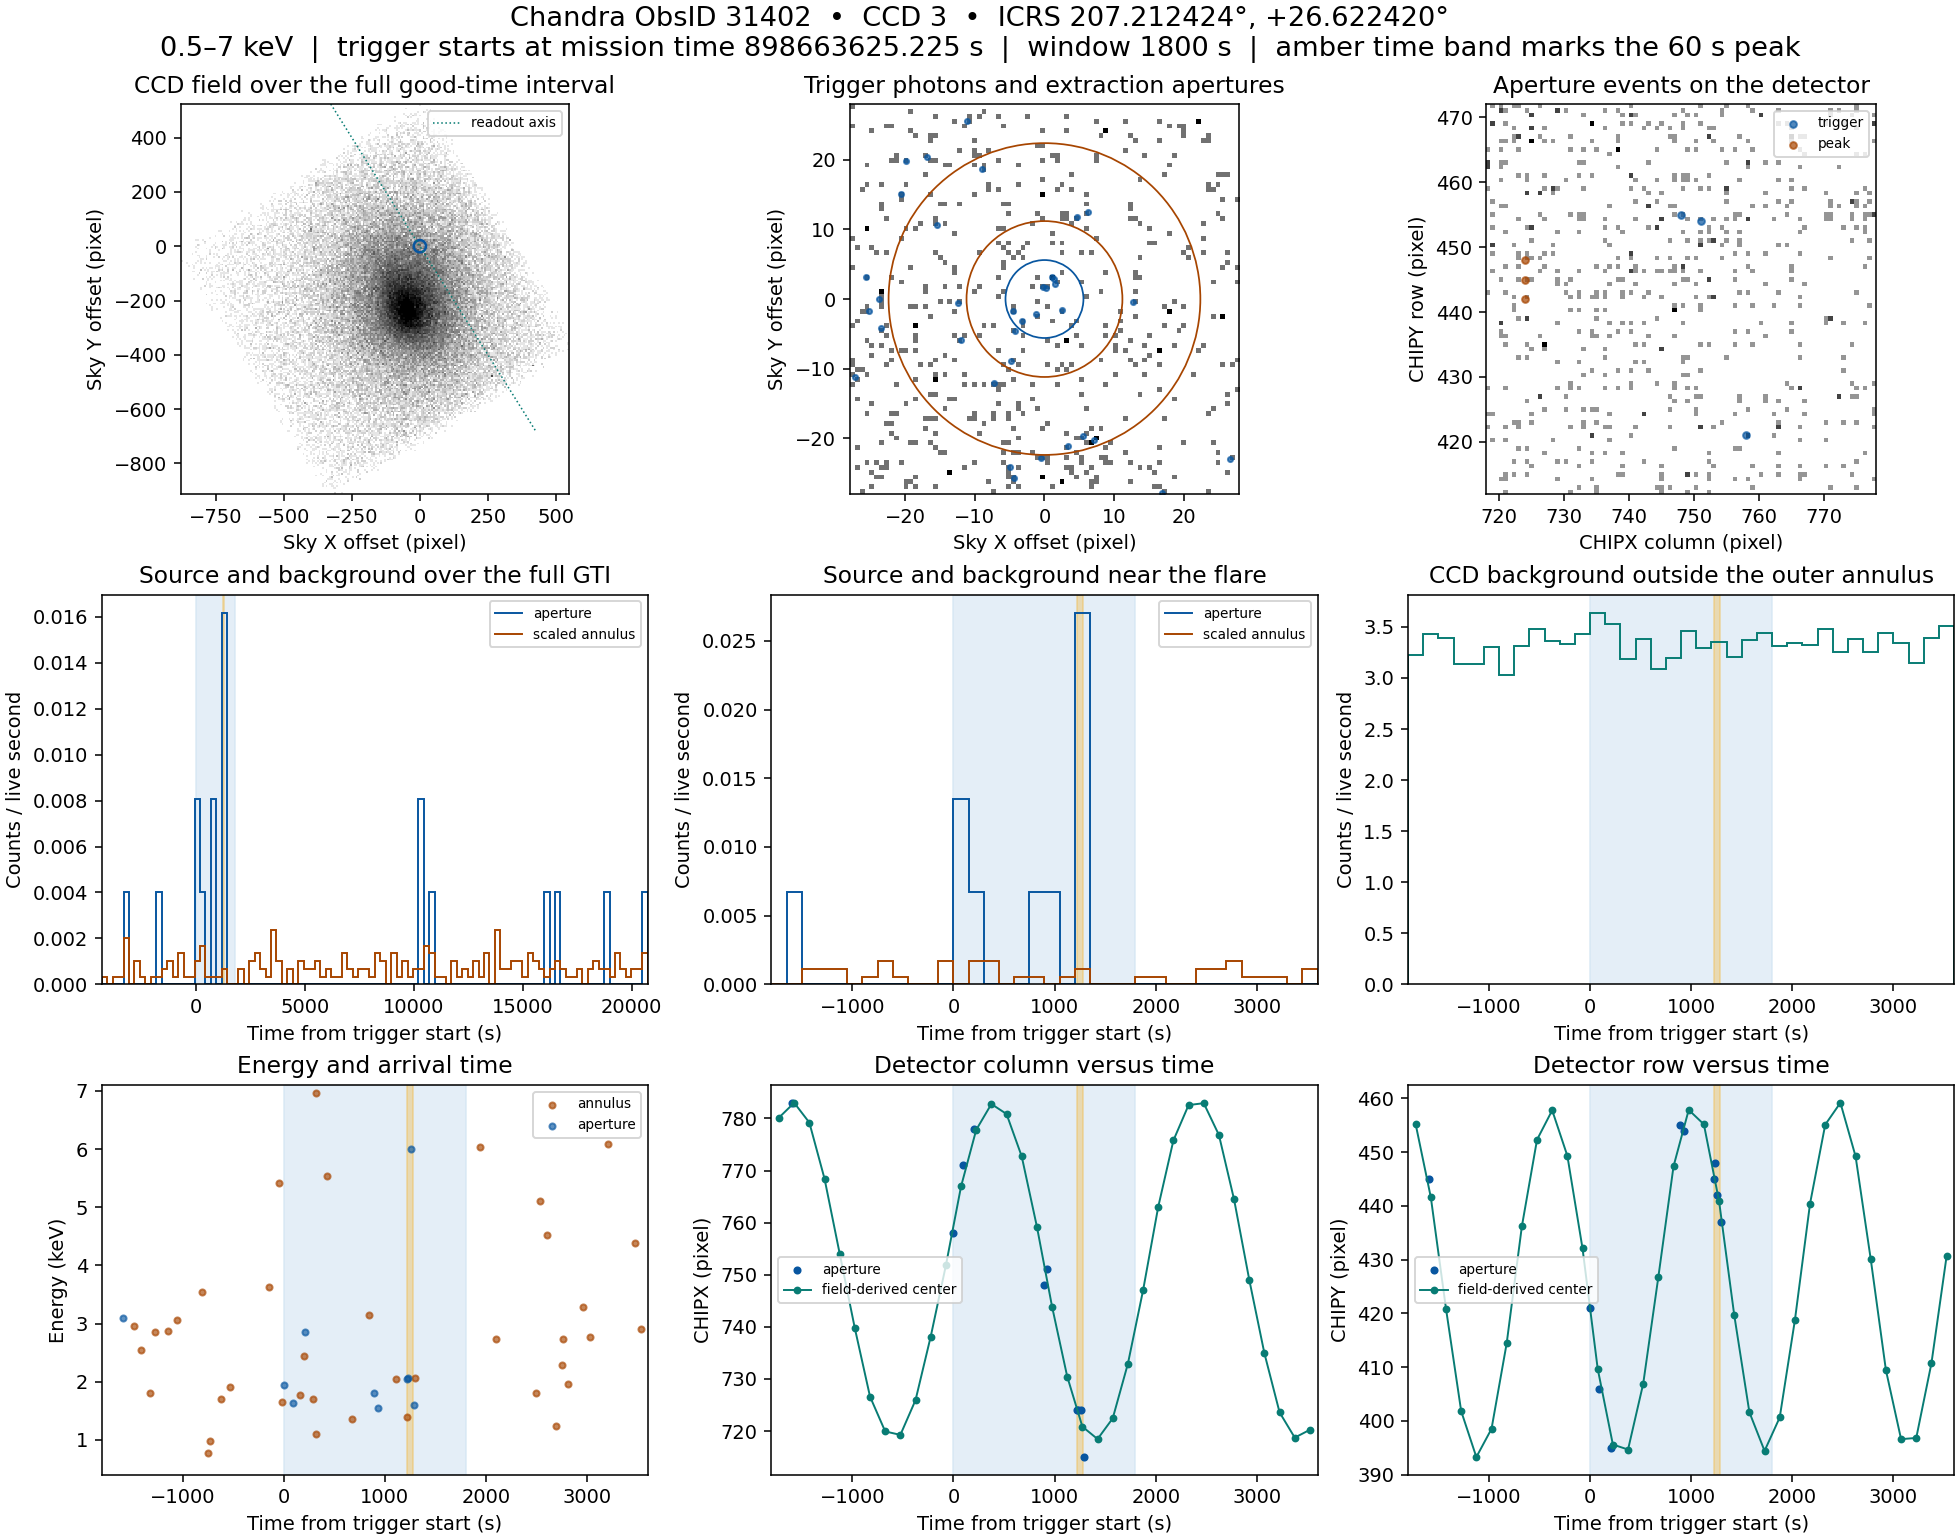 Chandra ObsID 31402 • CCD 3 • ICRS 207.212424°, +26.622420°
0.5–7 keV | trigger starts at mission time 898663625.225 s | window 1800 s | amber time band marks the 60 s peak
CCD field over the full good-time interval
readout axis
400
200
0
−200
−400
−600
−800
Sky Y offset (pixel)
−750
−500
−250
0
250
500
Sky X offset (pixel)
Trigger photons and extraction apertures
20
10
0
−10
−20
Sky Y offset (pixel)
−20
−10
0
10
20
Sky X offset (pixel)
Aperture events on the detector
trigger
peak
470
460
450
440
430
420
CHIPY row (pixel)
720
730
740
750
760
770
CHIPX column (pixel)
Source and background over the full GTI
aperture
scaled annulus
0.016
0.014
0.012
0.010
0.008
0.006
0.004
0.002
0.000
Counts / live second
0
5000
10000
15000
20000
Time from trigger start (s)
Source and background near the flare
aperture
scaled annulus
0.025
0.020
0.015
0.010
0.005
0.000
Counts / live second
−1000
0
1000
2000
3000
Time from trigger start (s)
CCD background outside the outer annulus
3.5
3.0
2.5
2.0
1.5
1.0
0.5
0.0
Counts / live second
−1000
0
1000
2000
3000
Time from trigger start (s)
Energy and arrival time
annulus
aperture
7
6
5
4
3
2
1
Energy (keV)
−1000
0
1000
2000
3000
Time from trigger start (s)
Detector column versus time
aperture
field-derived center
780
770
760
750
740
730
720
CHIPX (pixel)
−1000
0
1000
2000
3000
Time from trigger start (s)
Detector row versus time
aperture
field-derived center
460
450
440
430
420
410
400
390
CHIPY (pixel)
−1000
0
1000
2000
3000
Time from trigger start (s)